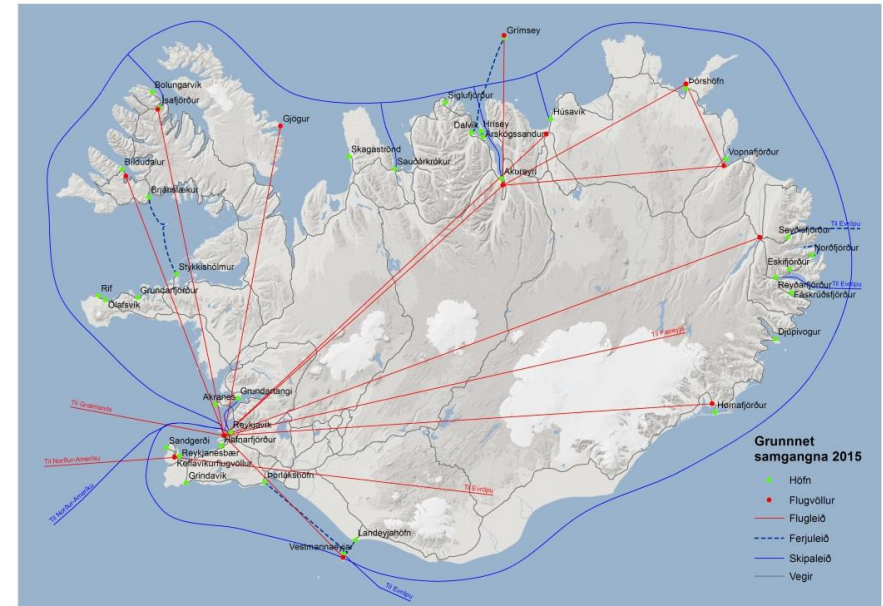 Grímsey
Bolungarvík
Ísafjörður
Gjögur
Siglufjörður
Þórshöfn
Húsavík
Dalvík
Hrísey
Árskógssandur
Skagaströnd
Sauðárkrókur
Vopnafjörður
Bíldudalur
Akureyri
Brjánslækur
Til Evrópu
Seyðisfjörður
Norðfjörður
Stykkishólmur
Eskifjörður
Rif
Grundarfjörður
Reyðarfjörður
Til Evrópu
Ólafsvík
Fáskrúðsfjörður
Til Færeyja
Djúpivogur
Grundartangi
Akranes
Til Grænlands
Hornafjörður
Reykjavík
Hafnarfjörður
Sandgerði
Til Norður-Ameríku
Reykjanesbær
Keflavíkurflugvöllur
Grindavík
Þorlákshöfn
Til Evrópu
Til Norður-Ameríku
Landeyjahöfn
Vestmannaeyjar
Til Evrópu
Grunnnet
samgangna 2015
Höfn
Flugvöllur
Flugleið
Ferjuleið
Skipaleið
Vegir